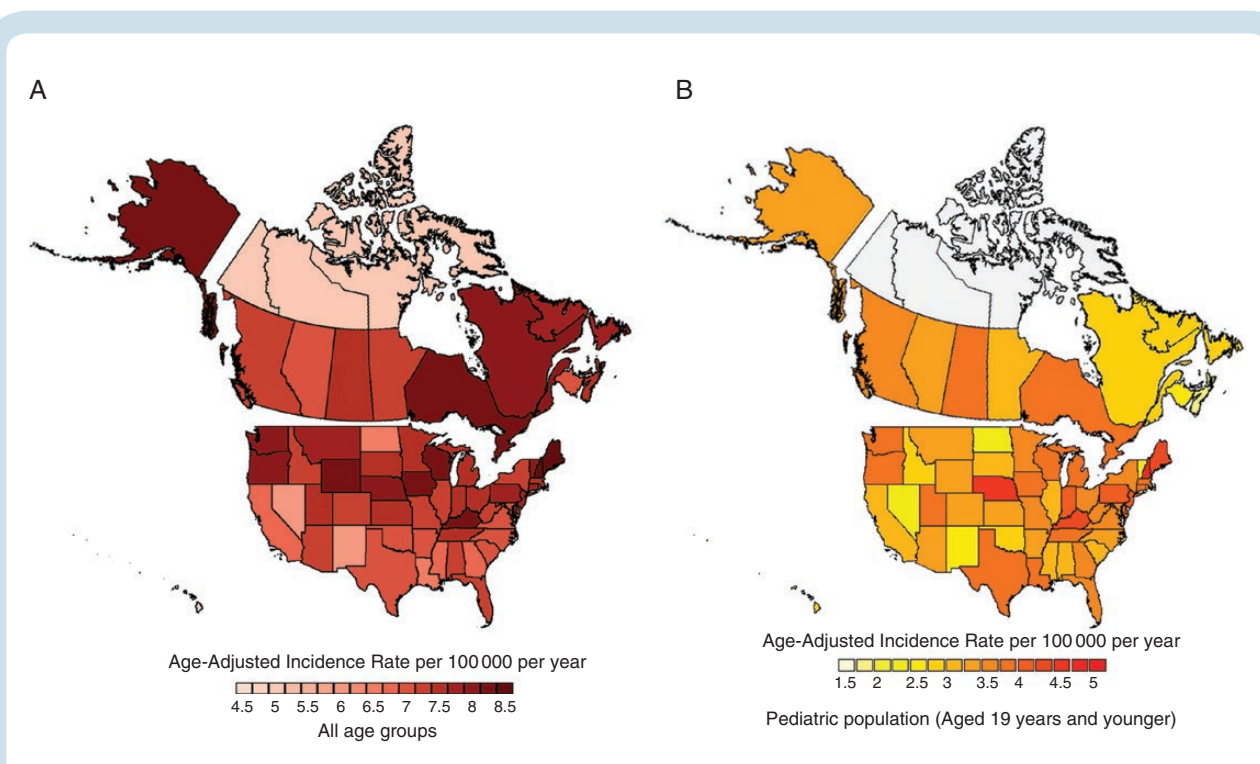 A
B
Age-Adjusted Incidence Rate per 100 000 per year
4.5 5 5.5 6 6.5 7 7.5 8 8.5
All age groups
Age-Adjusted Incidence Rate per 100 000 per year
1.5 2 2.5 3 3.5 4 4.5 5
Pediatric population (Aged 19 years and younger)